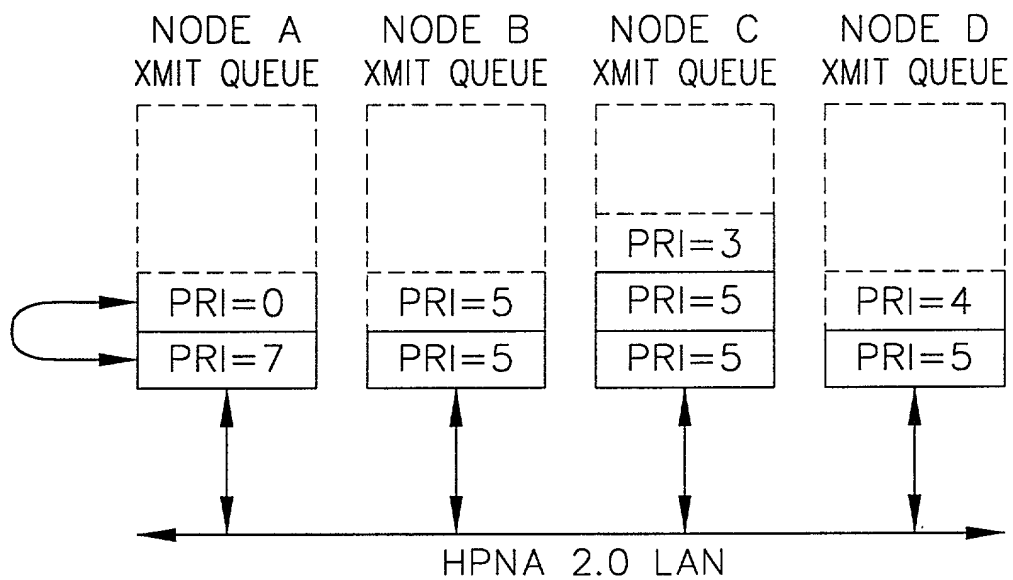 NODE A NODE B NODE C NODE D
XMIT QUEUE XMIT QUEUE XMIT QUEUE XMIT QUEUE
PRI=3
PRI=0 PRI=5 PRI=5 PRI=4
PRI=7 PRI=5 PRI=5 PRI=5
HPNA 2.0 LAN